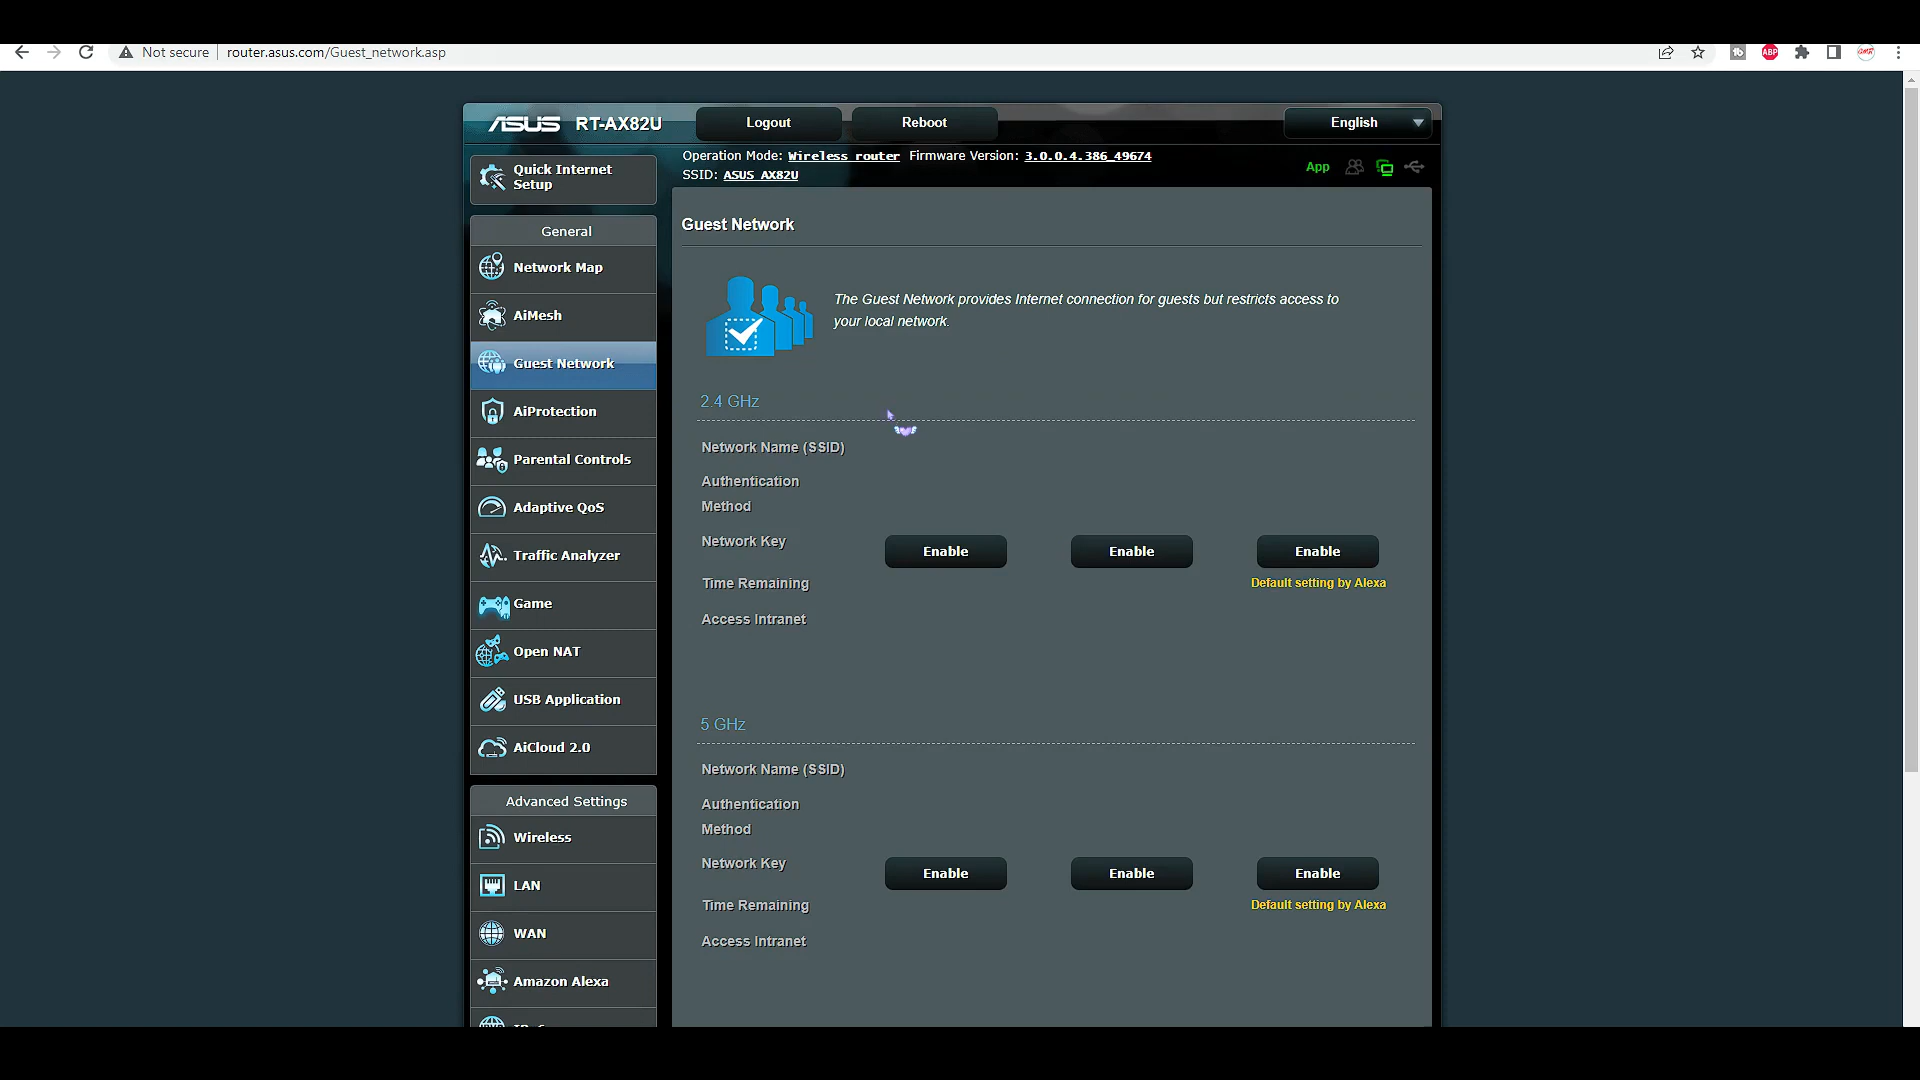 Not secure router.asus.com/Guest_network.asp
ABP
ASUS RT-AX82U Logout Reboot English
Operation Mode: Wireless router Firmware Version: 3.0.0.4.386_49674
SSID: ASUS_AX82U
App
Quick Internet
Setup
General
Network Map
AiMesh
Guest Network
AiProtection
Parental Controls
Adaptive QoS
Traffic Analyzer
Game
Open NAT
USB Application
AiCloud 2.0
Advanced Settings
Wireless
LAN
WAN
Amazon Alexa
Guest Network
The Guest Network provides Internet connection for guests but restricts access to
your local network.
2.4 GHz
Network Name (SSID)
Authentication
Method
Network Key Enable Enable Enable
Time Remaining Default setting by Alexa
Access Intranet
5 GHz
Network Name (SSID)
Authentication
Method
Network Key Enable Enable Enable
Time Remaining Default setting by Alexa
Access Intranet